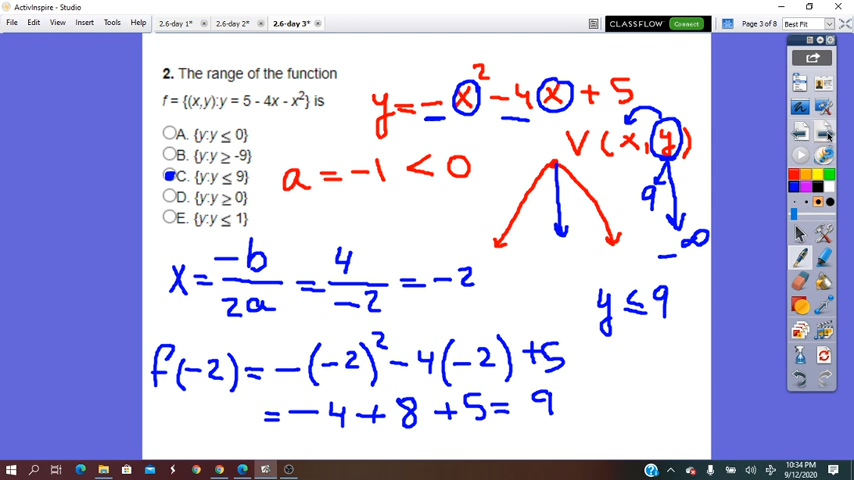 ActivInspire - Studio
File Edit View Insert Tools Help
2.6-day 1* 2.6-day 2* 2.6-day 3*
CLASSFLOW Connect
Page 3 of 8
Best Fit
2. The range of the function
f = {(x,y):y = 5 - 4x - x²} is
A. {y:y ≤ 0}
B. {y:y ≥ -9}
C. {y:y ≤ 9}
D. {y:y ≥ 0}
E. {y:y ≤ 1}
y = -x² - 4x + 5
V(x, y)
a = -1 < 0
9
-∞
x = -b/2a = 4/-2 = -2
y ≤ 9
f(-2) = -(-2)² - 4(-2) +5
= -4 + 8 + 5 = 9
10:34 PM
9/12/2020